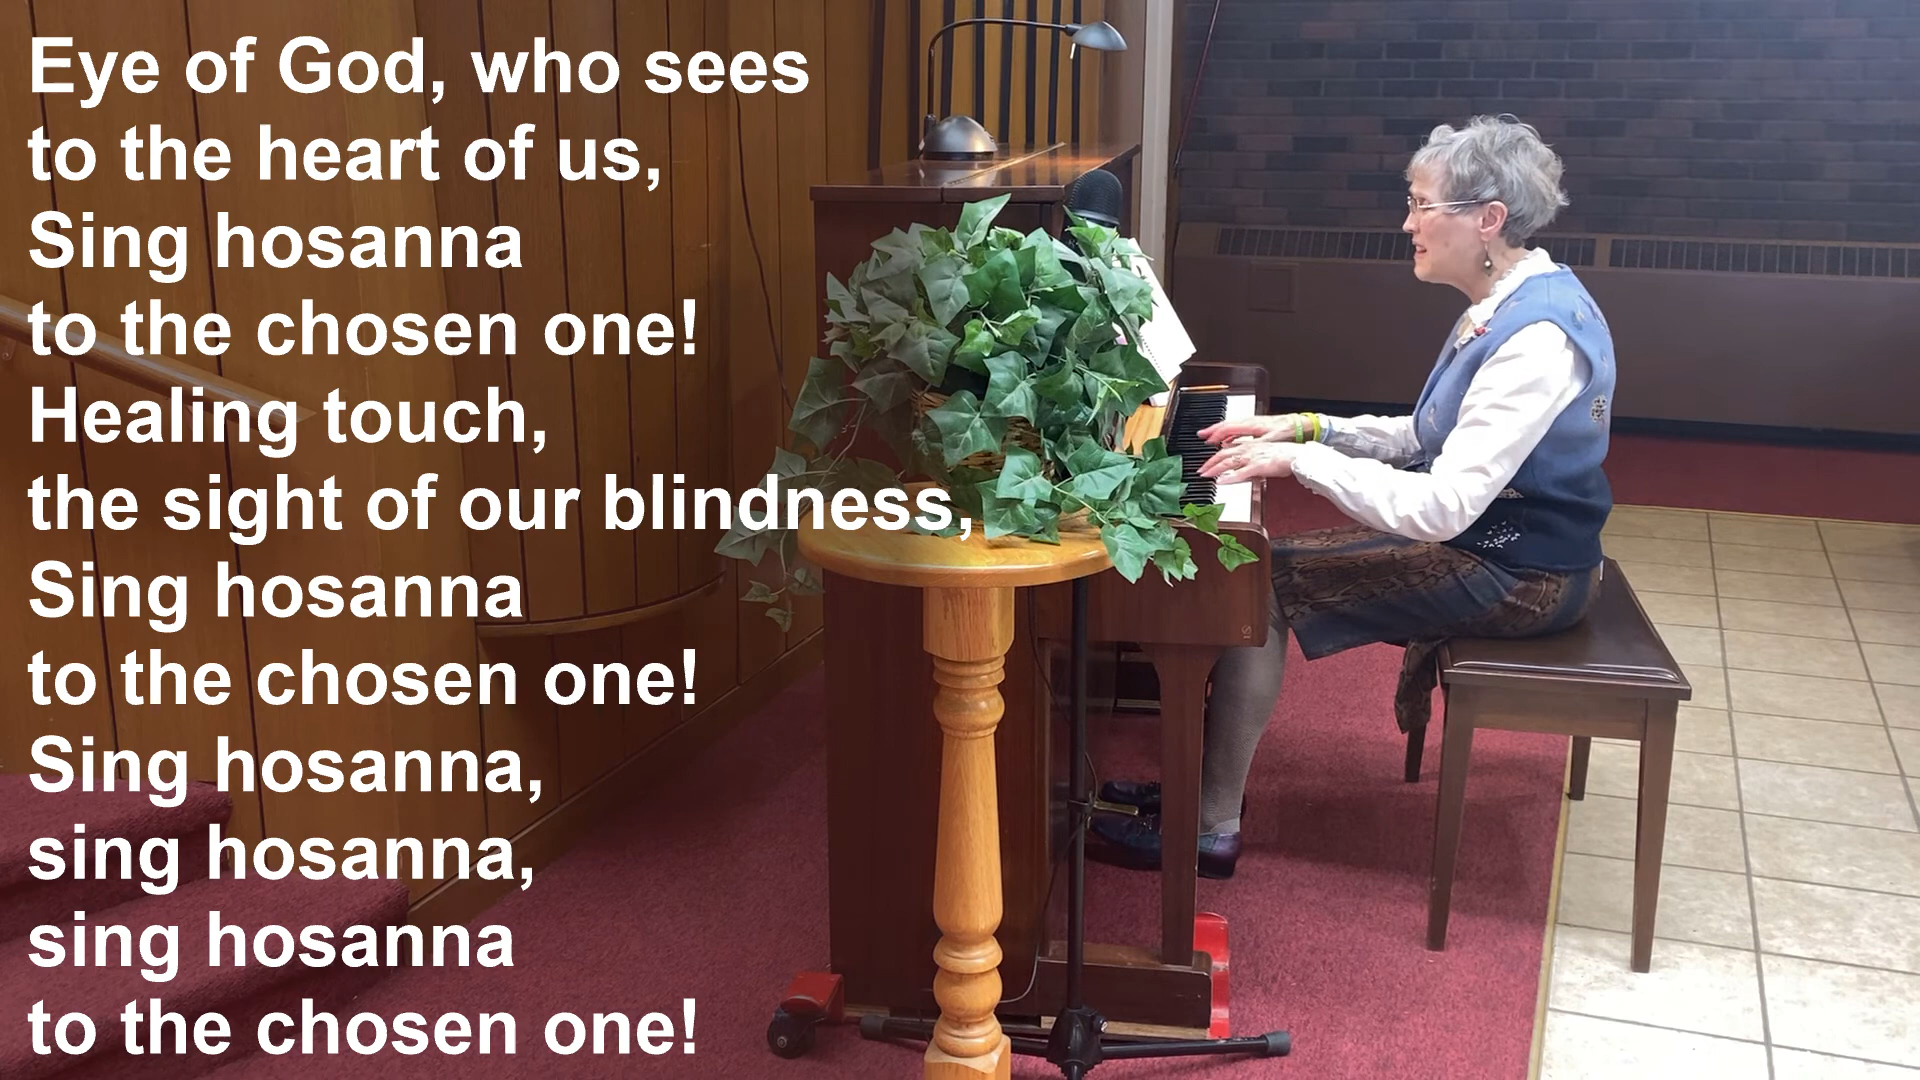 Eye of God, who sees
to the heart of us,
Sing hosanna
to the chosen one!
Healing touch,
the sight of our blindness,
Sing hosanna
to the chosen one!
Sing hosanna,
sing hosanna,
sing hosanna
to the chosen one!